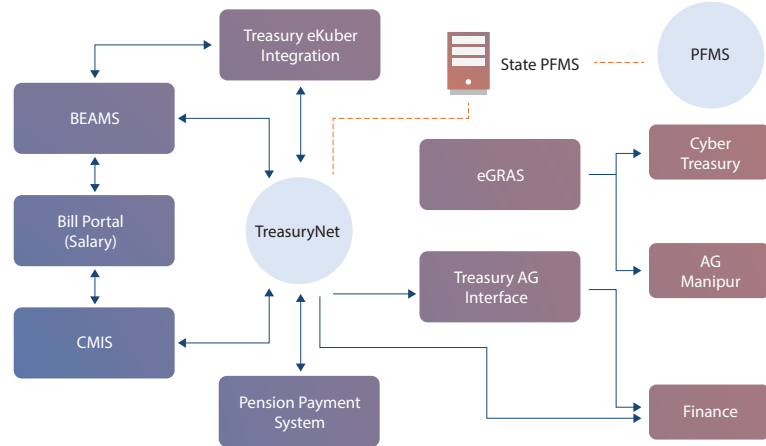 Treasury eKuber
Integration
State PFMS
PFMS
BEAMS
Cyber
Treasury
eGRAS
Bill Portal
(Salary)
TreasuryNet
Treasury AG
Interface
AG
Manipur
CMIS
Pension Payment
System
Finance